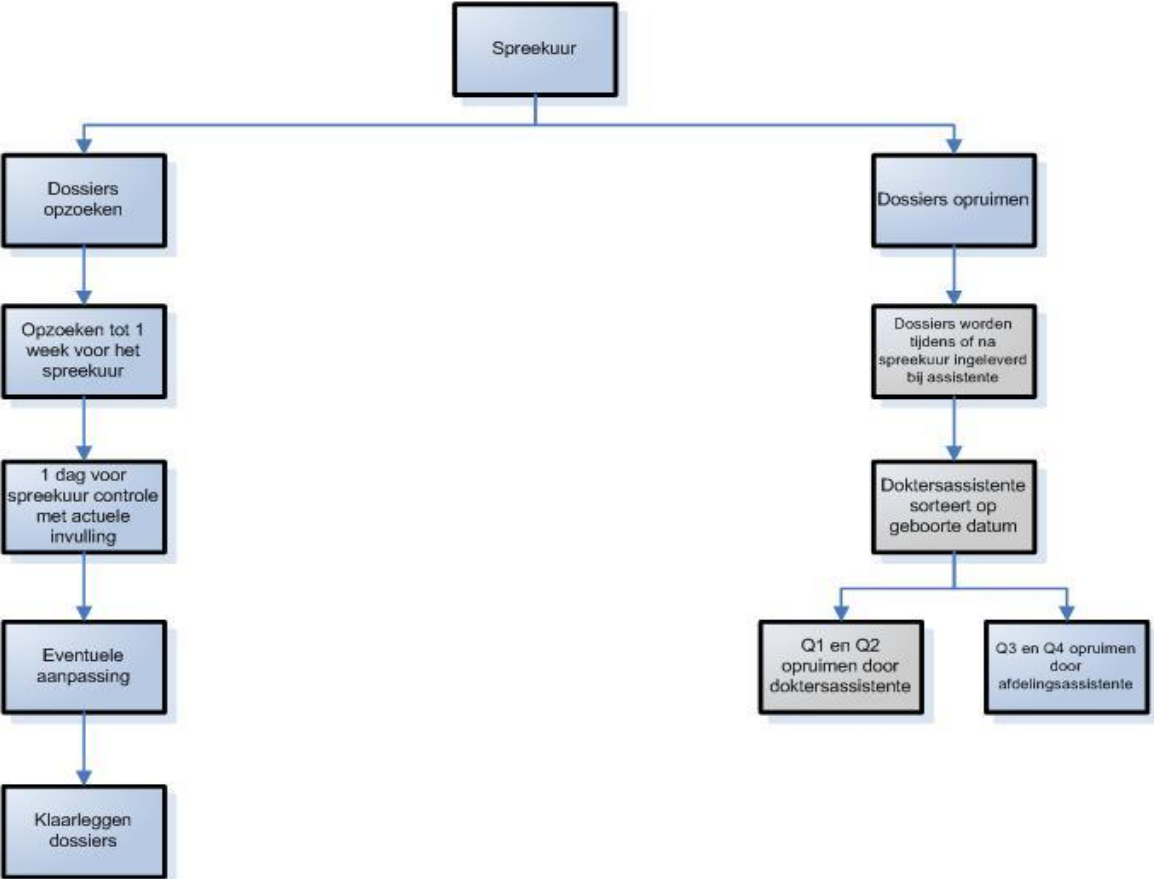 Spreekuur
Dossiers
opzoeken
Opzoeken tot 1
week voor het
spreekuur
1 dag voor
spreekuur controle
met actuele
invulling
Eventuele
aanpassing
Klaarleggen
dossiers
Dossiers opruimen
Dossiers worden
tijdens of na
spreekuur ingeleverd
bij assistente
Doktersassistente
sorteert op
geboorte datum
Q1 en Q2
opruimen door
doktersassistente
Q3 en Q4 opruimen
door
afdelingsassistente